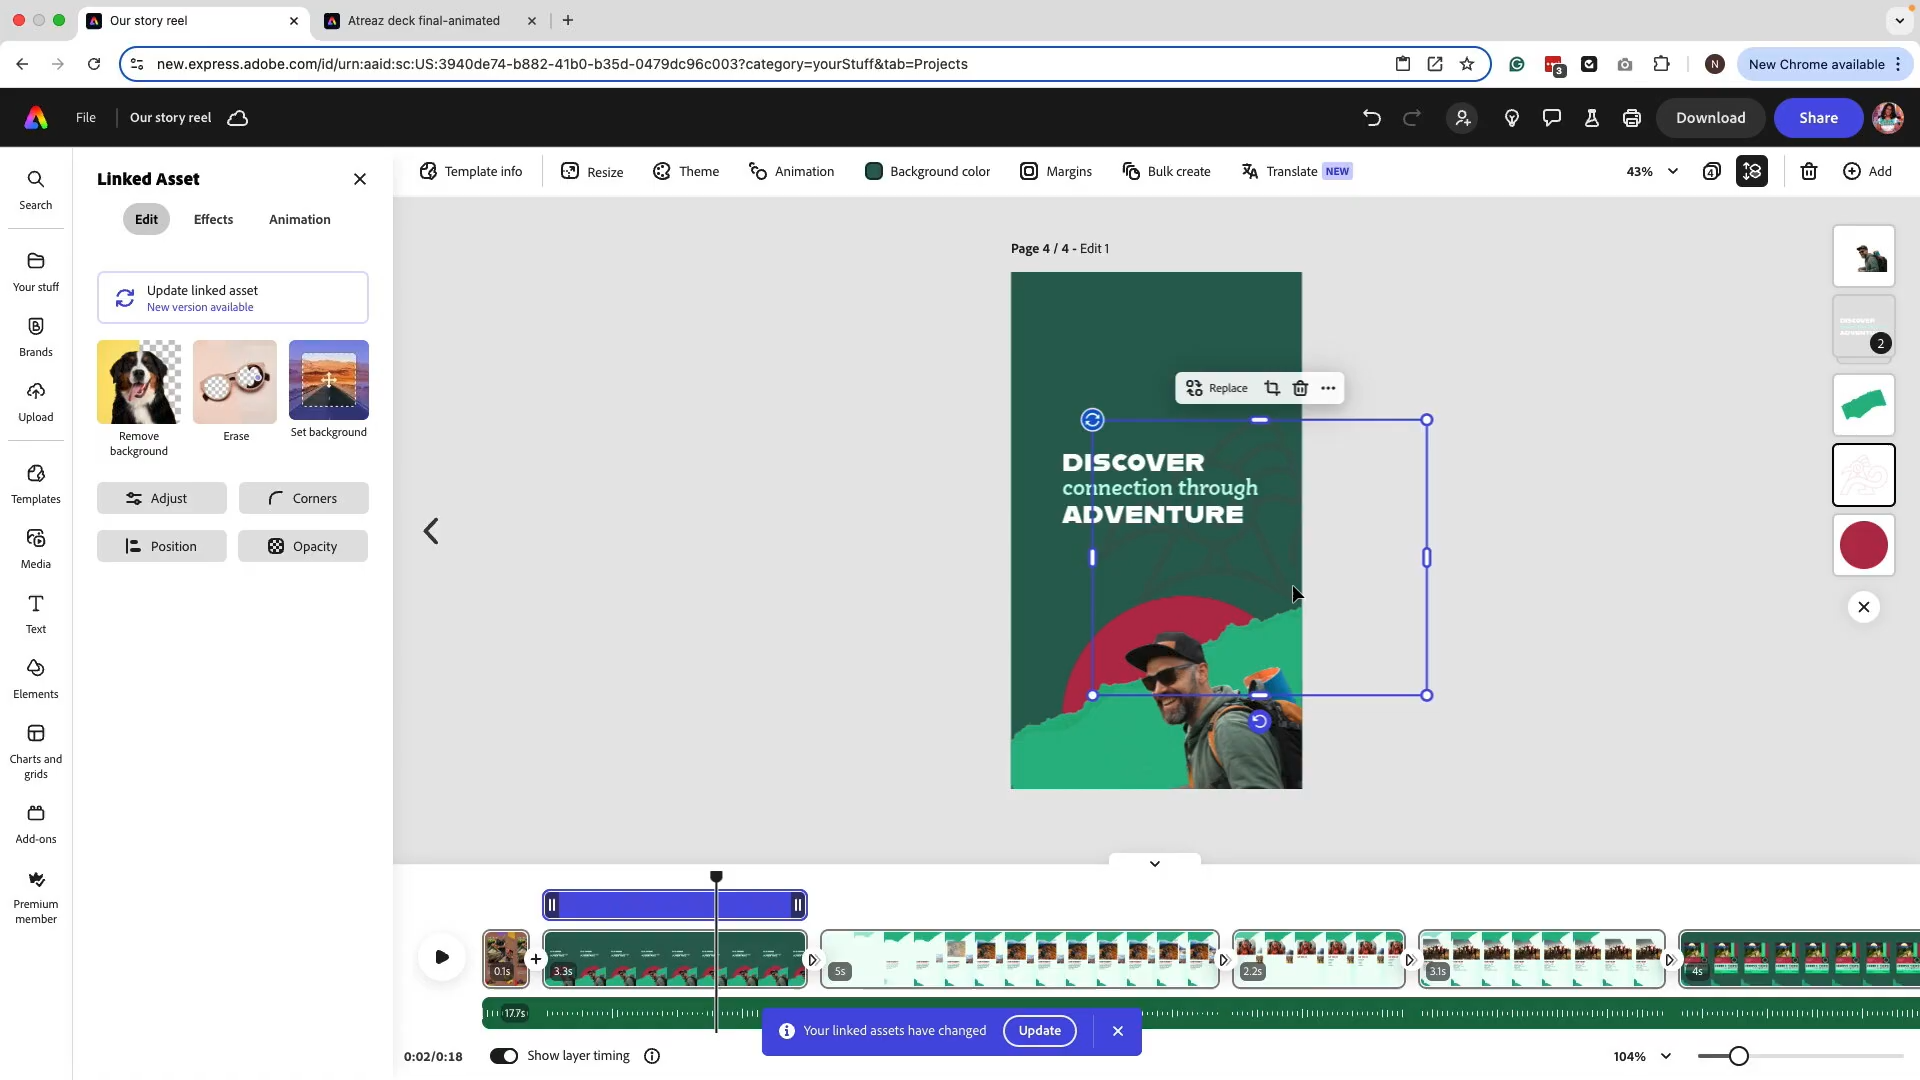 Our story reel
Atreaz deck final-animated
new.express.adobe.com/id/urn:aaid:sc:US:3940de74-b882-41b0-b35d-0479dc96c003?category=yourStuff&tab=Projects
3
N
New Chrome available
File
Our story reel
Download
Share
Search
Your stuff
Brands
Upload
Templates
Media
Text
Elements
Charts and
grids
Add-ons
Premium
member
Linked Asset
Edit
Effects
Animation
Update linked asset
New version available
Remove
background
Erase
Set background
Adjust
Corners
Position
Opacity
Template info
Resize
Theme
Animation
Background color
Margins
Bulk create
Translate
NEW
43%
4
Add
Page 4 / 4 - Edit 1
Replace
DISCOVER
connection through
ADVENTURE
DISCOVER
ADVENTURE
2
0.1s
3.3s
5s
2.2s
3.1s
4s
17.7s
Your linked assets have changed
Update
0:02/0:18
Show layer timing
104%